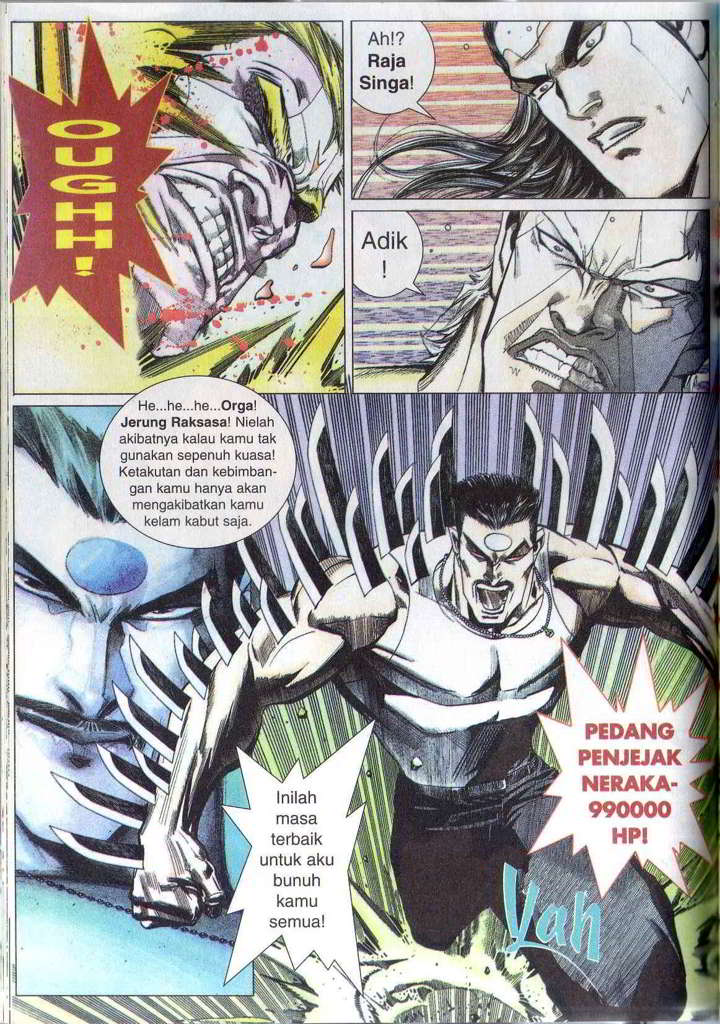 OUGHH!
Ah!?
Raja
Singa!
Adik
!
He...he...he...Orga!
Jerung Raksasa! Nielah
akibatnya kalau kamu tak
gunakan sepenuh kuasa!
Ketakutan dan kebimban-
gan kamu hanya akan
mengakibatkan kamu
kelam kabut saja.
Inilah
masa
terbaik
untuk aku
bunuh
kamu
semua!
PEDANG
PENJEJAK
NERAKA-
990000
HP!
Yah